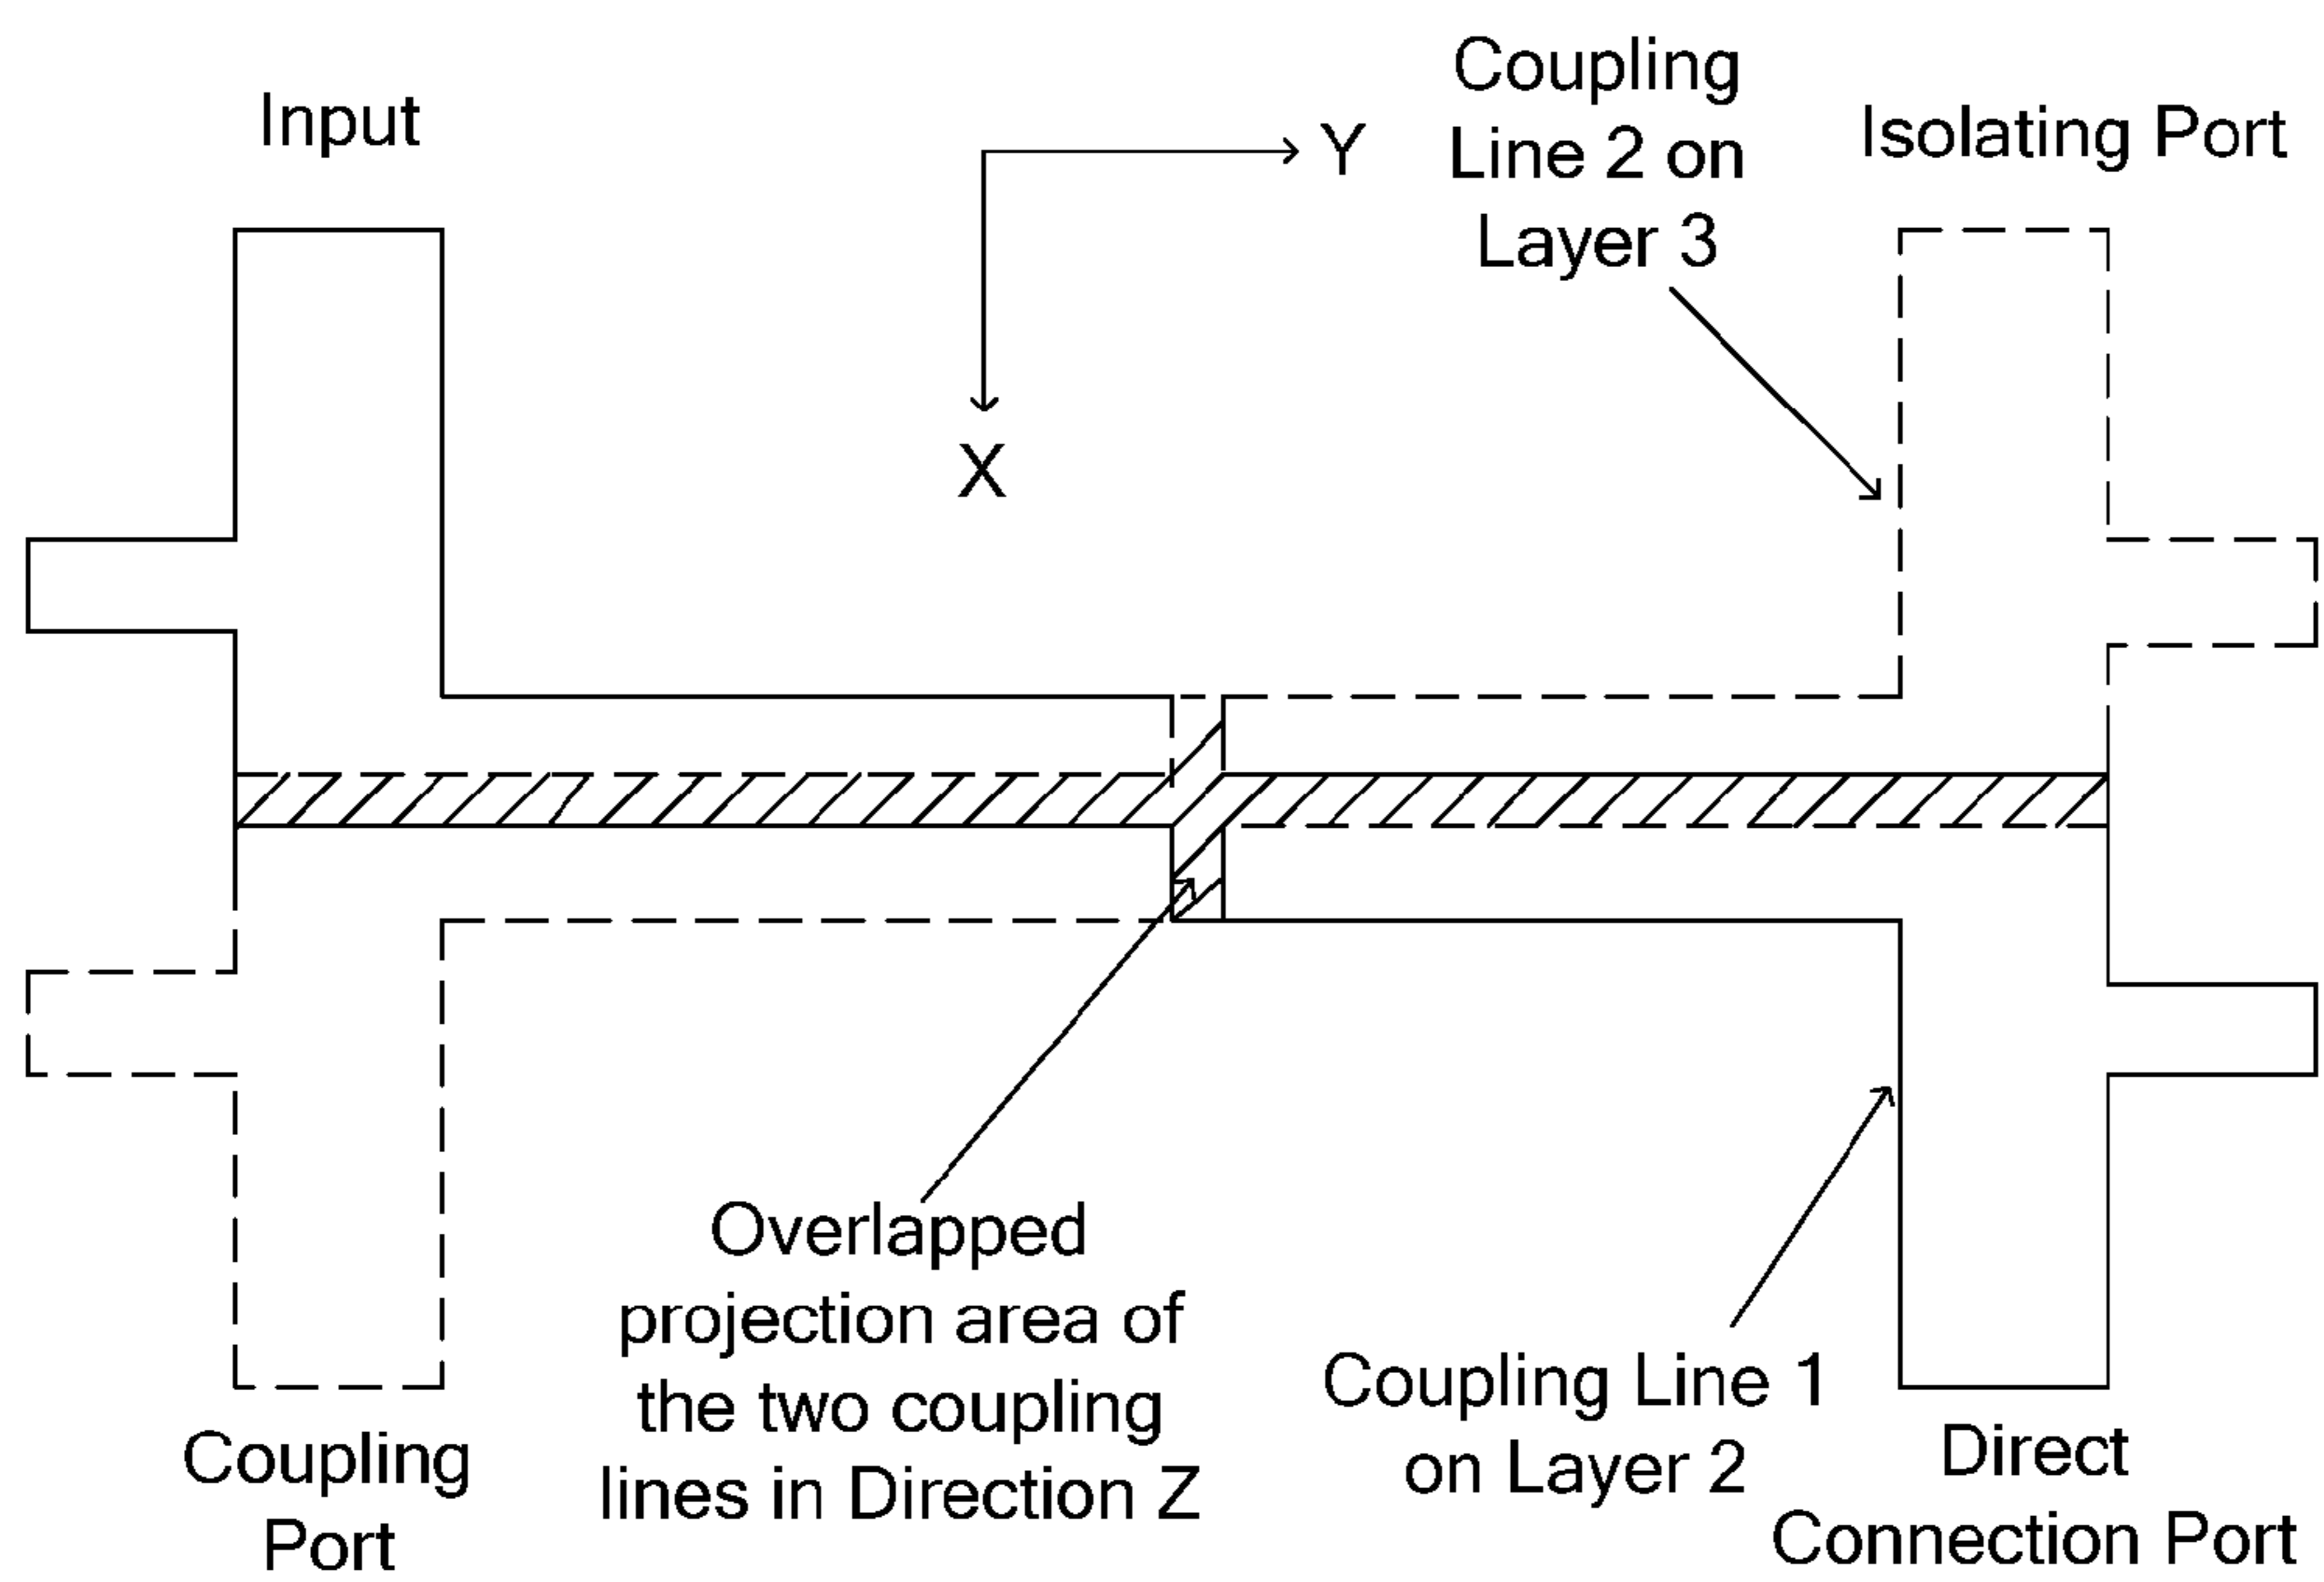 Input
Y
X
Coupling
Line 2 on
Layer 3
Isolating Port
Overlapped
projection area of
the two coupling
lines in Direction Z
Coupling Line 1
on Layer 2
Coupling
Port
Direct
Connection Port